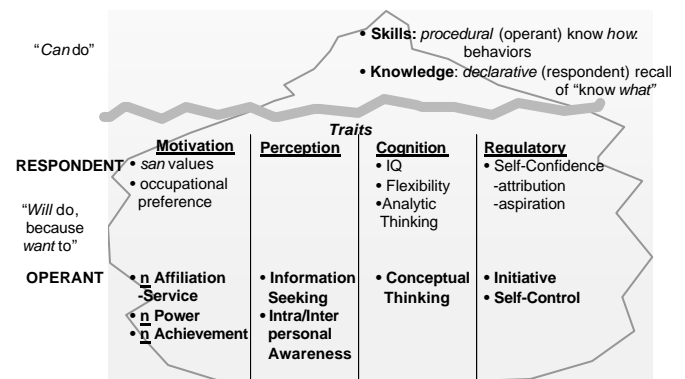 • Skills: procedural (operant) know how:
behaviors
"Can do"
• Knowledge: declarative (respondent) recall
of "know what"
Traits
Motivation Perception Cognition Regulatory
RESPONDENT • san values • IQ • Self-Confidence
• occupational preference • Flexibility -attribution
•Analytic Thinking -aspiration
"Will do,
because
want to"
OPERANT • n Affiliation • Information • Conceptual • Initiative
-Service Seeking Thinking • Self-Control
• n Power • Intra/Inter
• n Achievement personal
Awareness